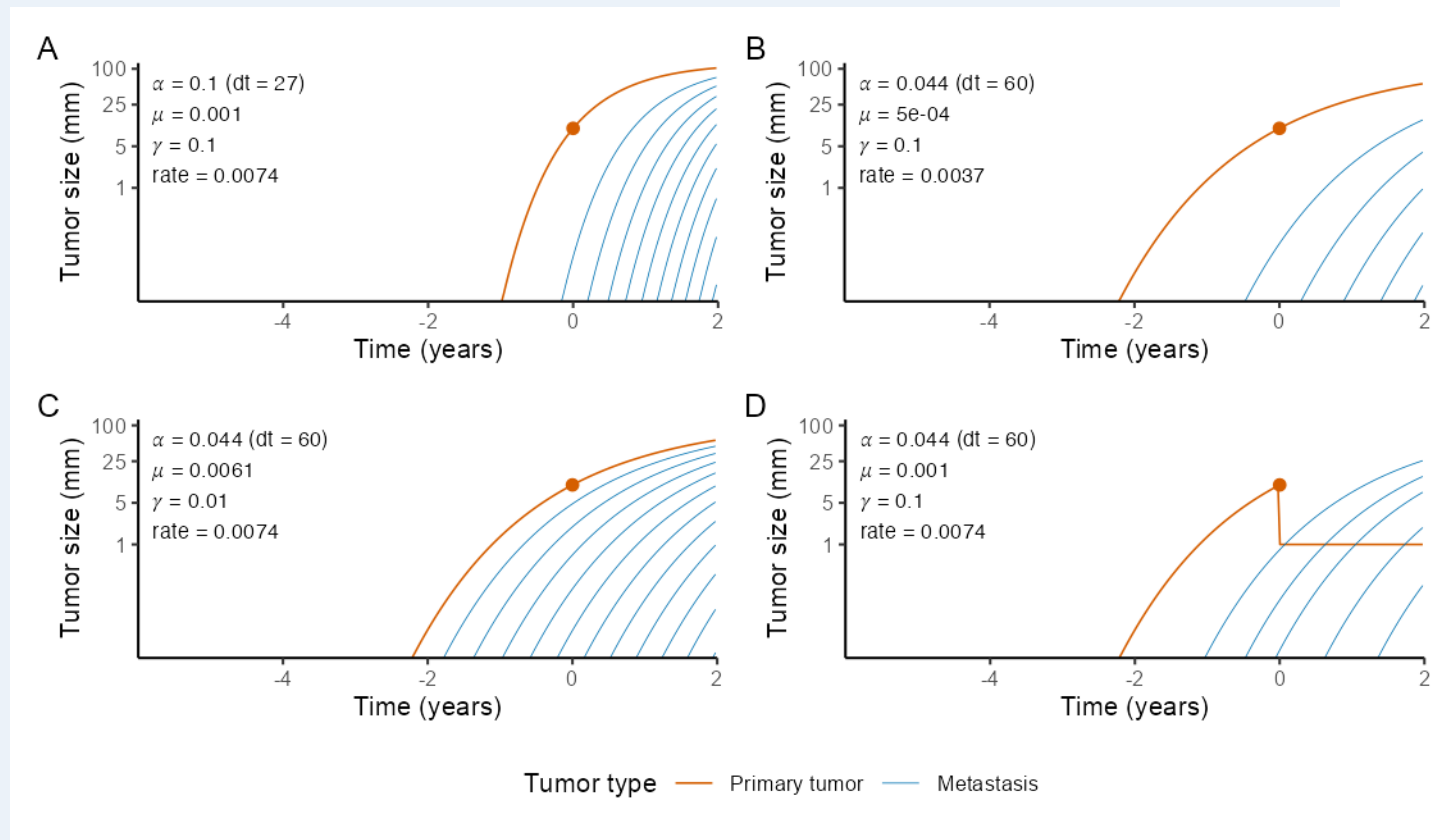 A
Tumor size (mm)
100
25
5
1
α = 0.1 (dt = 27)
μ = 0.001
γ = 0.1
rate = 0.0074
-4 -2 0 2
Time (years)
B
Tumor size (mm)
100
25
5
1
α = 0.044 (dt = 60)
μ = 5e-04
γ = 0.1
rate = 0.0037
-4 -2 0 2
Time (years)
C
Tumor size (mm)
100
25
5
1
α = 0.044 (dt = 60)
μ = 0.0061
γ = 0.01
rate = 0.0074
-4 -2 0 2
Time (years)
D
Tumor size (mm)
100
25
5
1
α = 0.044 (dt = 60)
μ = 0.001
γ = 0.1
rate = 0.0074
-4 -2 0 2
Time (years)
Tumor type Primary tumor Metastasis